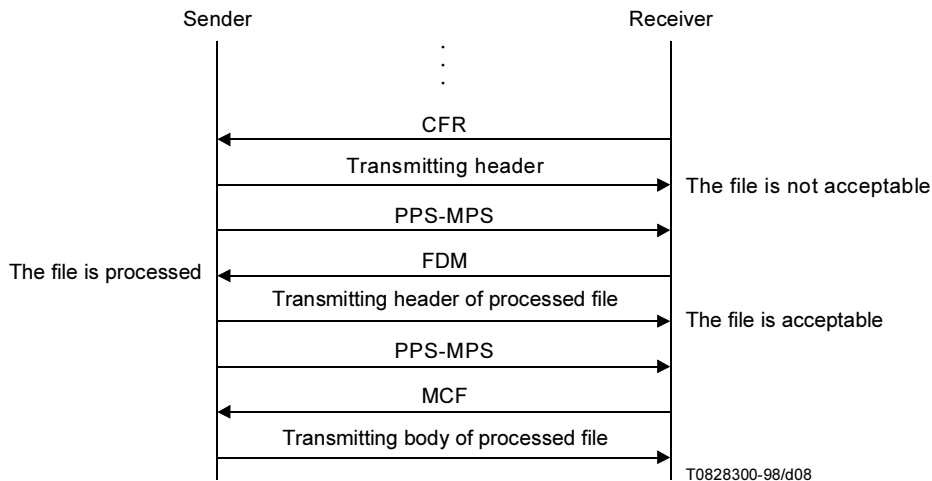 Sender
Receiver
CFR
Transmitting header
The file is not acceptable
PPS-MPS
FDM
The file is processed
Transmitting header of processed file
The file is acceptable
PPS-MPS
MCF
Transmitting body of processed file
T0828300-98/d08